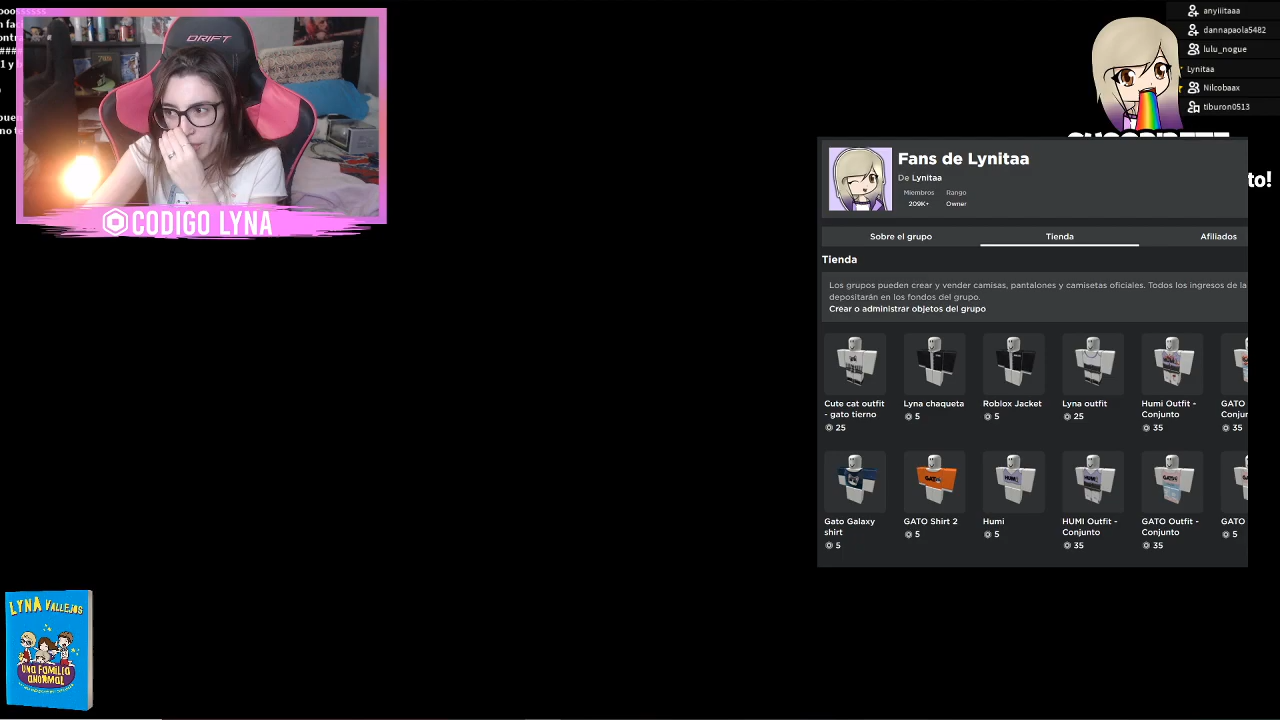 DRIFT
CODIGO LYNA
anyiiitaaa
dannapaola5482
lulu_nogue
Lynitaa
Nilcobaax
tiburon0513
to!
Fans de Lynitaa
De Lynitaa
Miembros Rango
209K+ Owner
Sobre el grupo Tienda Afiliados
Tienda
Los grupos pueden crear y vender camisas, pantalones y camisetas oficiales. Todos los ingresos de la
depositarán en los fondos del grupo.
Crear o administrar objetos del grupo
Cute cat outfit Lyna chaqueta Roblox Jacket Lyna outfit Humi Outfit - GATO
- gato tierno 5 5 25 Conjunto Conjun
25 35 35
Gato Galaxy GATO Shirt 2 Humi HUMI Outfit - GATO Outfit - GATO
shirt 5 5 Conjunto Conjunto 5
5 35 35
LYNA VALLEJOS
UNA FAMILIA
ANORMAL